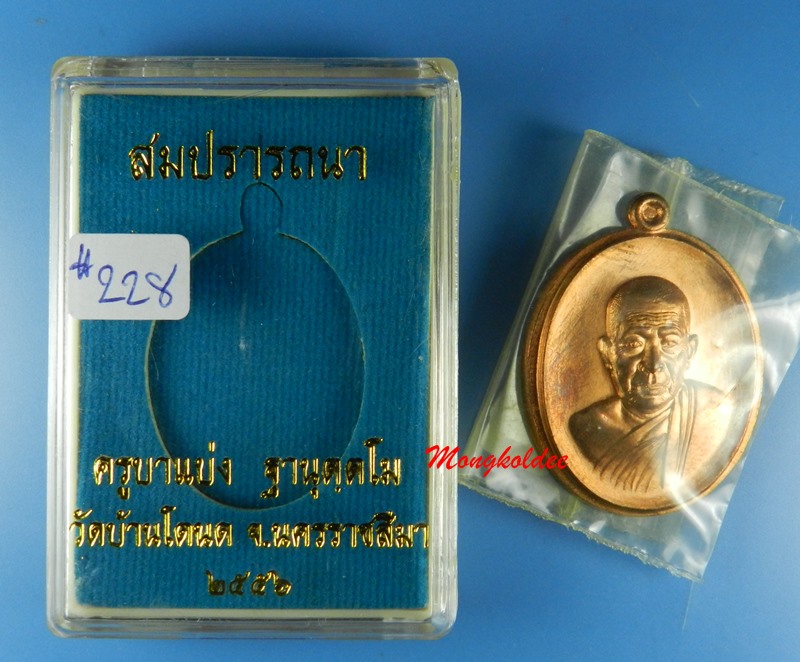 สมปรารถนา
#228
ครูบาแบ่ง ฐานุตฺตโม
Mongkoldee
วัดบ้านโตนด จ.นครราชสีมา
๒๕๕๖